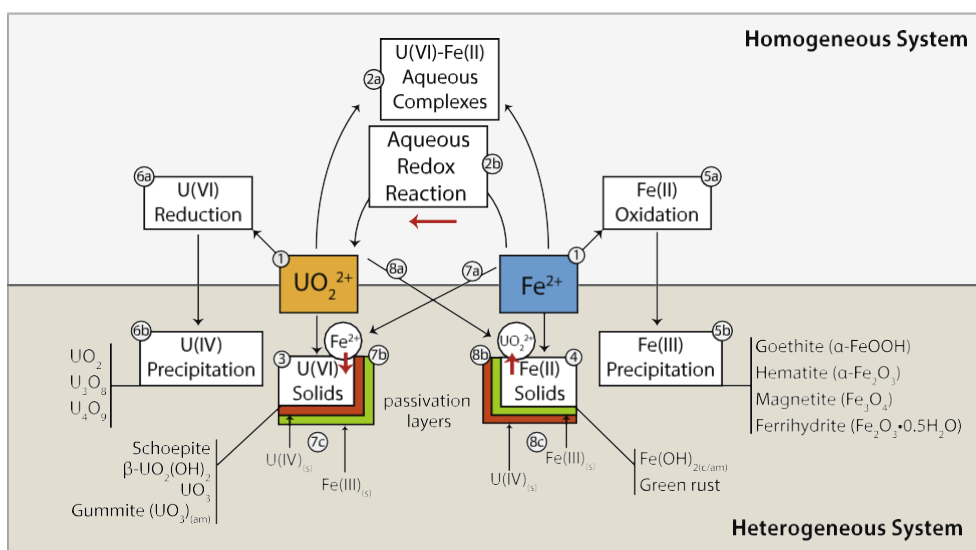 Homogeneous System
2a
U(VI)-Fe(II)
Aqueous
Complexes
Aqueous
Redox
Reaction
2b
6a
U(VI)
Reduction
5a
Fe(II)
Oxidation
1
UO₂²⁺
8a
7a
1
Fe²⁺
6b
U(IV)
Precipitation
UO₂
U₃O₈
U₄O₉
3
Fe²⁺
7b
U(VI)
Solids
passivation
layers
7c
U(IV)₍ₛ₎
Fe(III)₍ₛ₎
UO₂²⁺
8b
4
Fe(II)
Solids
8c
Fe(III)₍ₛ₎
U(IV)₍ₛ₎
5b
Fe(III)
Precipitation
Goethite (α-FeOOH)
Hematite (α-Fe₂O₃)
Magnetite (Fe₃O₄)
Ferrihydrite (Fe₂O₃•0.5H₂O)
Schoepite
β-UO₂(OH)₂
UO₃
Gummite (UO₃)(am)
Fe(OH)2(c/am)
Green rust
Heterogeneous System